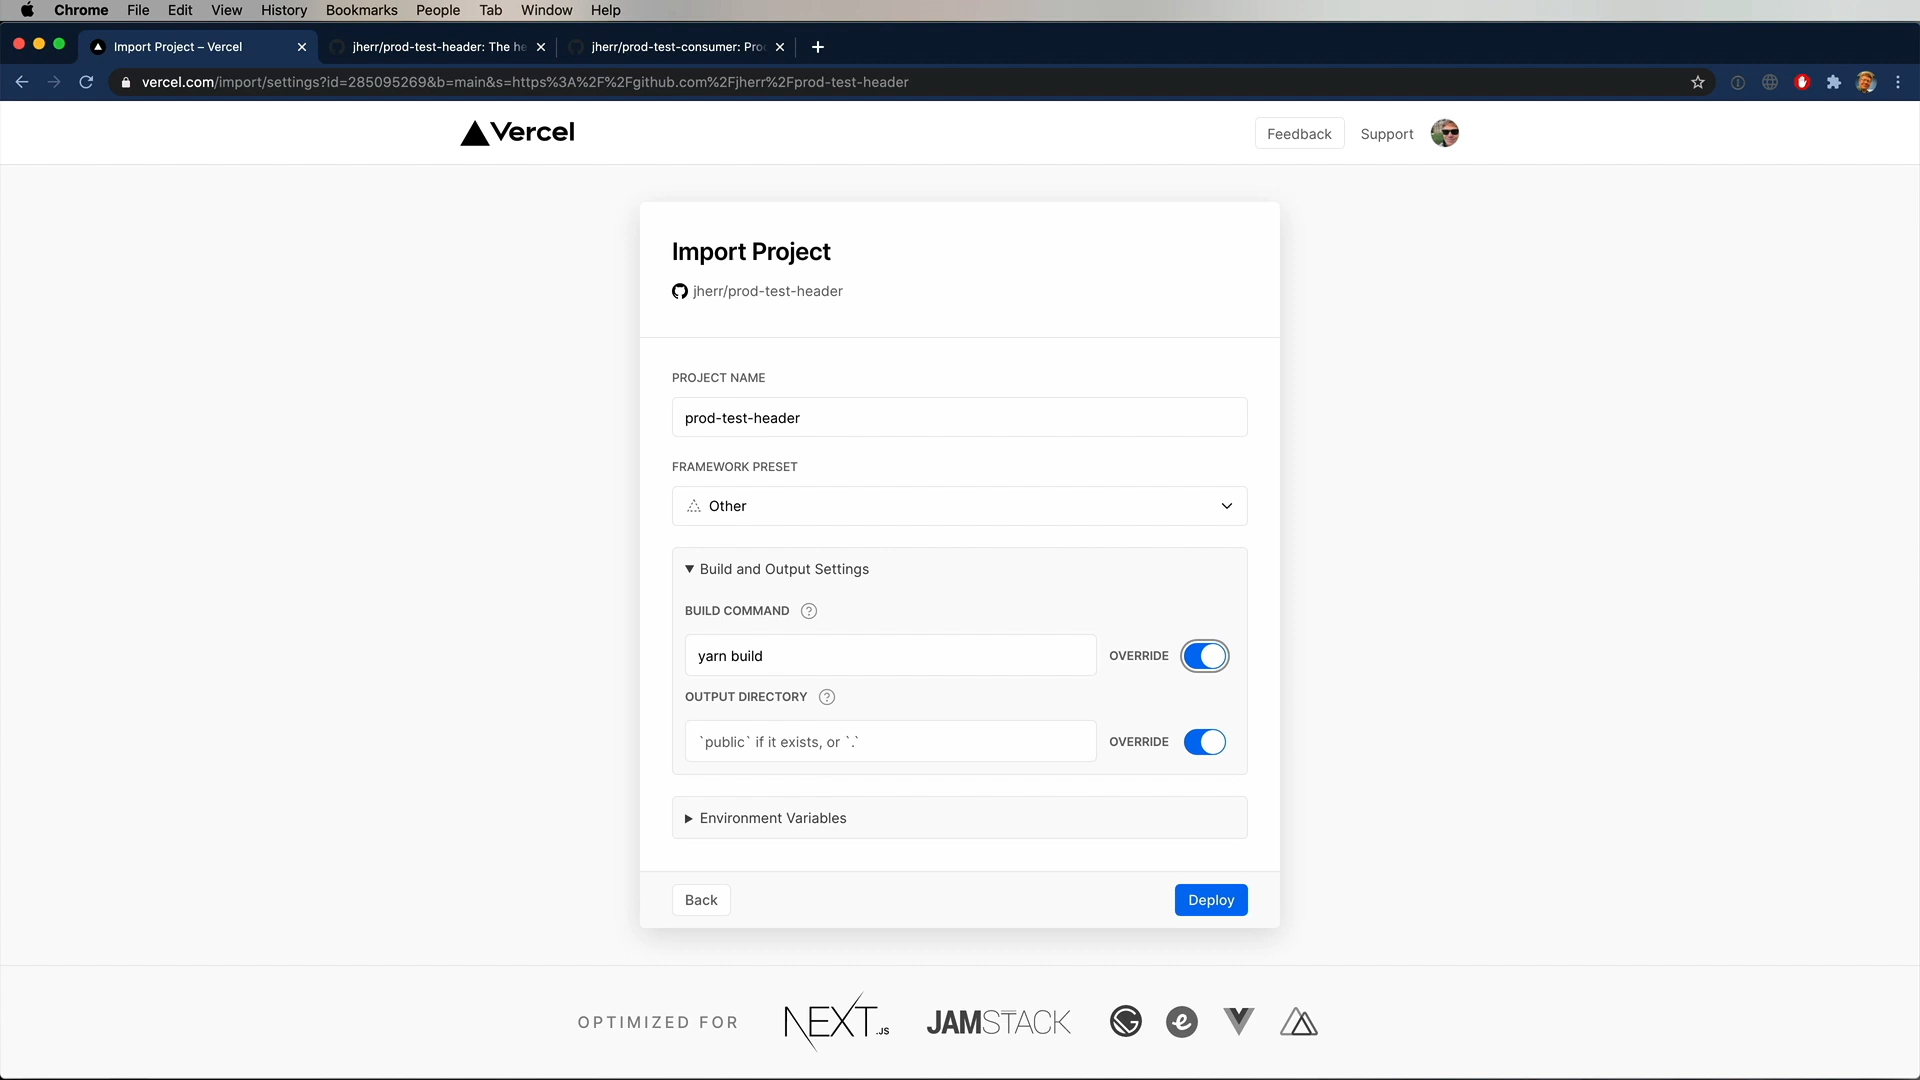 Chrome File Edit View History Bookmarks People Tab Window Help
Import Project – Vercel
jherr/prod-test-header: The he
jherr/prod-test-consumer: Pro
vercel.com/import/settings?id=285095269&b=main&s=https%3A%2F%2Fgithub.com%2Fjherr%2Fprod-test-header
Vercel
Feedback
Support
Import Project
jherr/prod-test-header
PROJECT NAME
prod-test-header
FRAMEWORK PRESET
Other
Build and Output Settings
BUILD COMMAND ?
yarn build
OVERRIDE
OUTPUT DIRECTORY ?
`public` if it exists, or `.`
OVERRIDE
Environment Variables
Back
Deploy
OPTIMIZED FOR
NEXT.JS
JAMSTACK